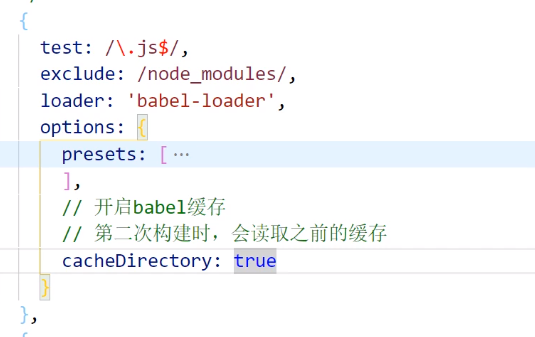 {
test: /\.js$/,
exclude: /node_modules/,
loader: 'babel-loader',
options: {
presets: [ ···
],
// 开启babel缓存
// 第二次构建时，会读取之前的缓存
cacheDirectory: true
}
},